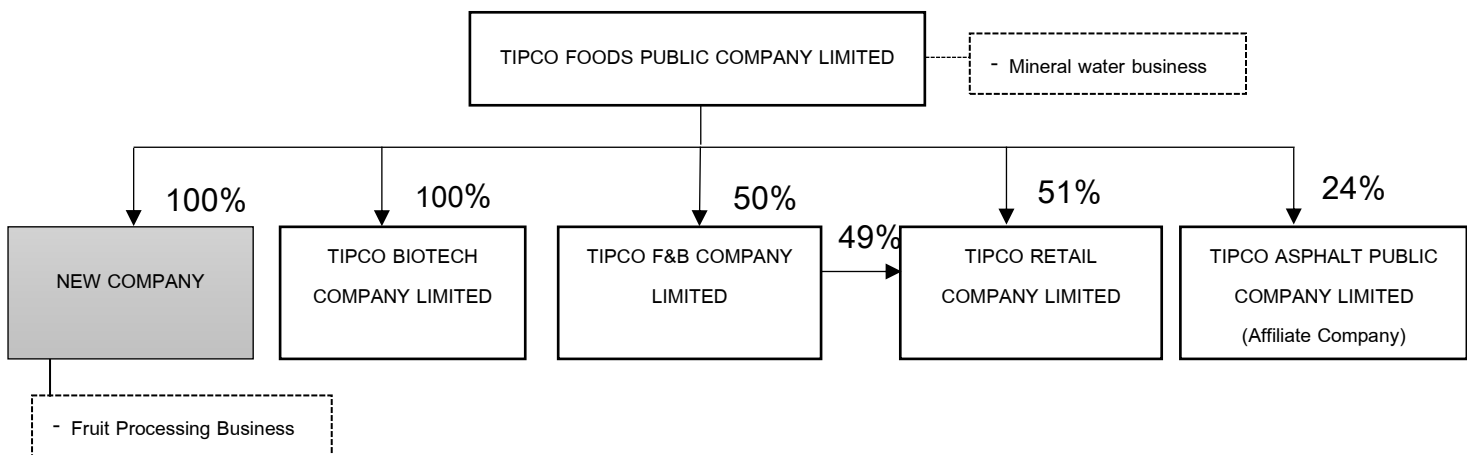 TIPCO FOODS PUBLIC COMPANY LIMITED
- Mineral water business
100%
100%
50%
51%
24%
49%
NEW COMPANY
TIPCO BIOTECH
COMPANY LIMITED
TIPCO F&B COMPANY
LIMITED
TIPCO RETAIL
COMPANY LIMITED
TIPCO ASPHALT PUBLIC
COMPANY LIMITED
(Affiliate Company)
- Fruit Processing Business